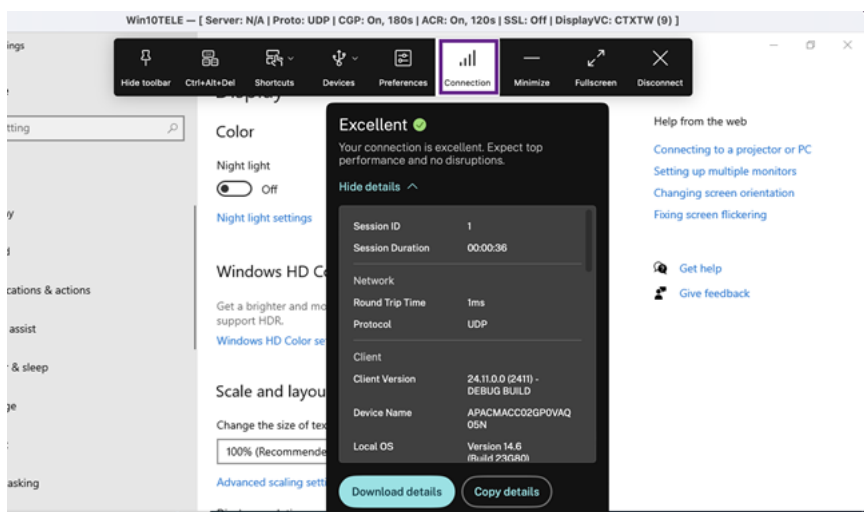 Win10TELE — [ Server: N/A | Proto: UDP | CGP: On, 180s | ACR: On, 120s | SSL: Off | DisplayVC: CTXTW (9) ]
ings
Hide toolbar
Ctrl+Alt+Del
Shortcuts
Devices
Preferences
Connection
Minimize
Fullscreen
Disconnect
Display
tting
Color
Night light
Off
Night light settings
Windows HD Co
Get a brighter and mo
support HDR.
Windows HD Color se
Scale and layou
Change the size of tex
100% (Recommende
Advanced scaling setti
y
d
cations & actions
assist
& sleep
ge
asking
Excellent
Your connection is excellent. Expect top
performance and no disruptions.
Hide details
Session ID 1
Session Duration 00:00:36
Network
Round Trip Time 1ms
Protocol UDP
Client
Client Version 24.11.0.0 (2411) -
DEBUG BUILD
Device Name APACMACC02GP0VAQ
05N
Local OS Version 14.6
(Build 23G80)
Download details
Copy details
Help from the web
Connecting to a projector or PC
Setting up multiple monitors
Changing screen orientation
Fixing screen flickering
Get help
Give feedback